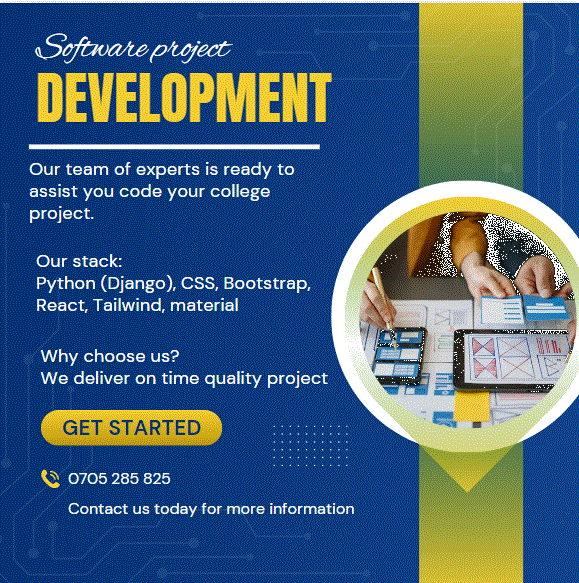 Software project
DEVELOPMENT
Our team of experts is ready to
assist you code your college
project.
Our stack:
Python (Django), CSS, Bootstrap,
React, Tailwind, material
Why choose us?
We deliver on time quality project
GET STARTED
0705 285 825
Contact us today for more information